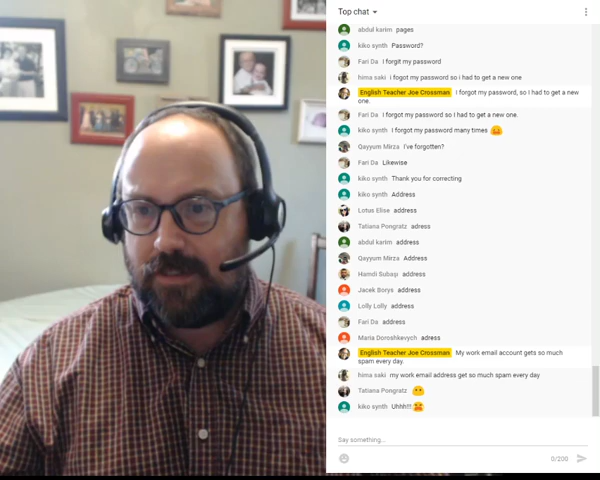 Top chat
abdul karim pages
kiko synth Password?
Fari Da I forgit my password
hima saki i fogot my password so i had to get a new one
English Teacher Joe Crossman I forgot my password, so I had to get a new
one.
Fari Da I forgot my password so I had to get a new one.
kiko synth I forgot my password many times
Qayyum Mirza I've forgotten?
Fari Da Likewise
kiko synth Thank you for correcting
kiko synth Address
Lotus Elise address
Tatiana Pongratz adress
abdul karim address
Qayyum Mirza Address
Hamdi Subaşı address
Jacek Borys address
Lolly Lolly address
Fari Da address
Maria Doroshkevych adress
English Teacher Joe Crossman My work email account gets so much
spam every day.
hima saki my work email address get so much spam every day
Tatiana Pongratz
kiko synth Uhhh!!!
Say something...
0/200